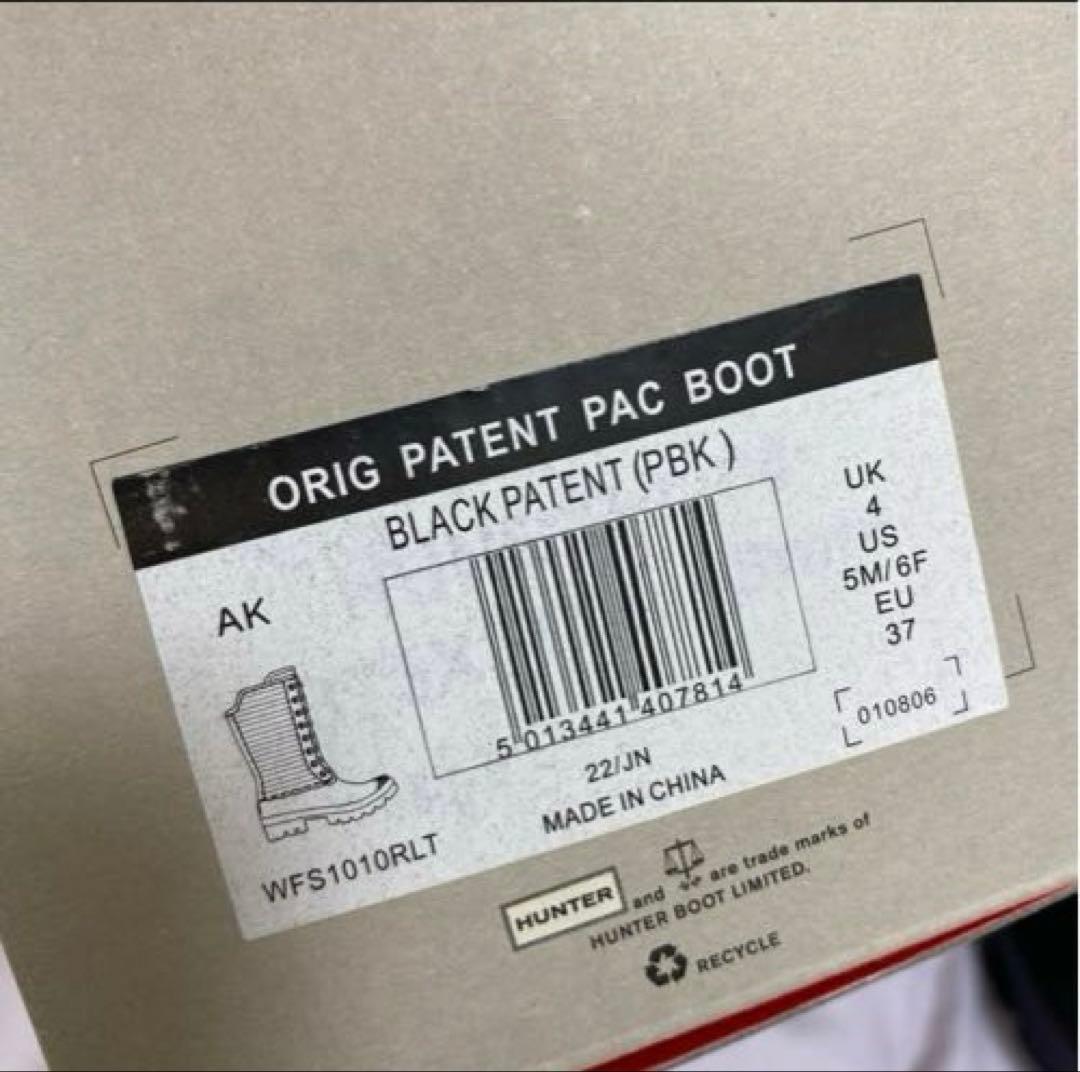 ORIG PATENT PAC BOOT
BLACK PATENT (PBK)
AK
UK
4
US
5M/6F
EU
37
5 013441 407814
22/JN
MADE IN CHINA
010806
WFS1010RLT
HUNTER and are trade marks of
HUNTER BOOT LIMITED.
RECYCLE